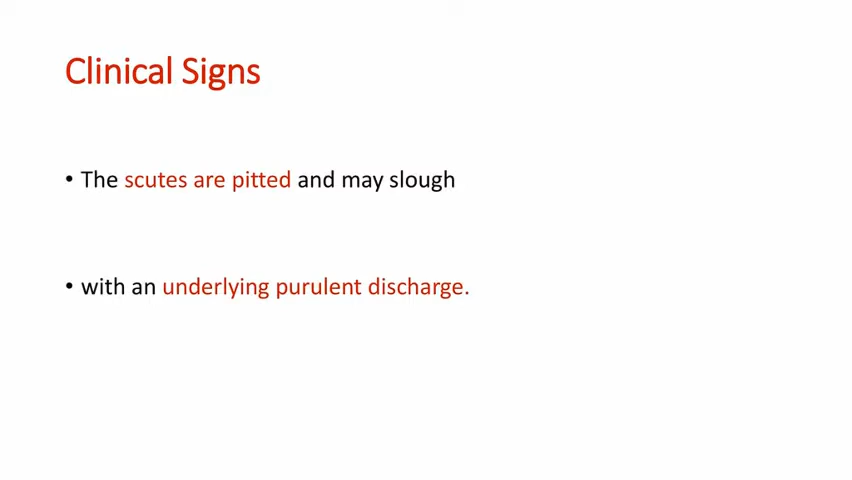 Clinical Signs
• The scutes are pitted and may slough
• with an underlying purulent discharge.